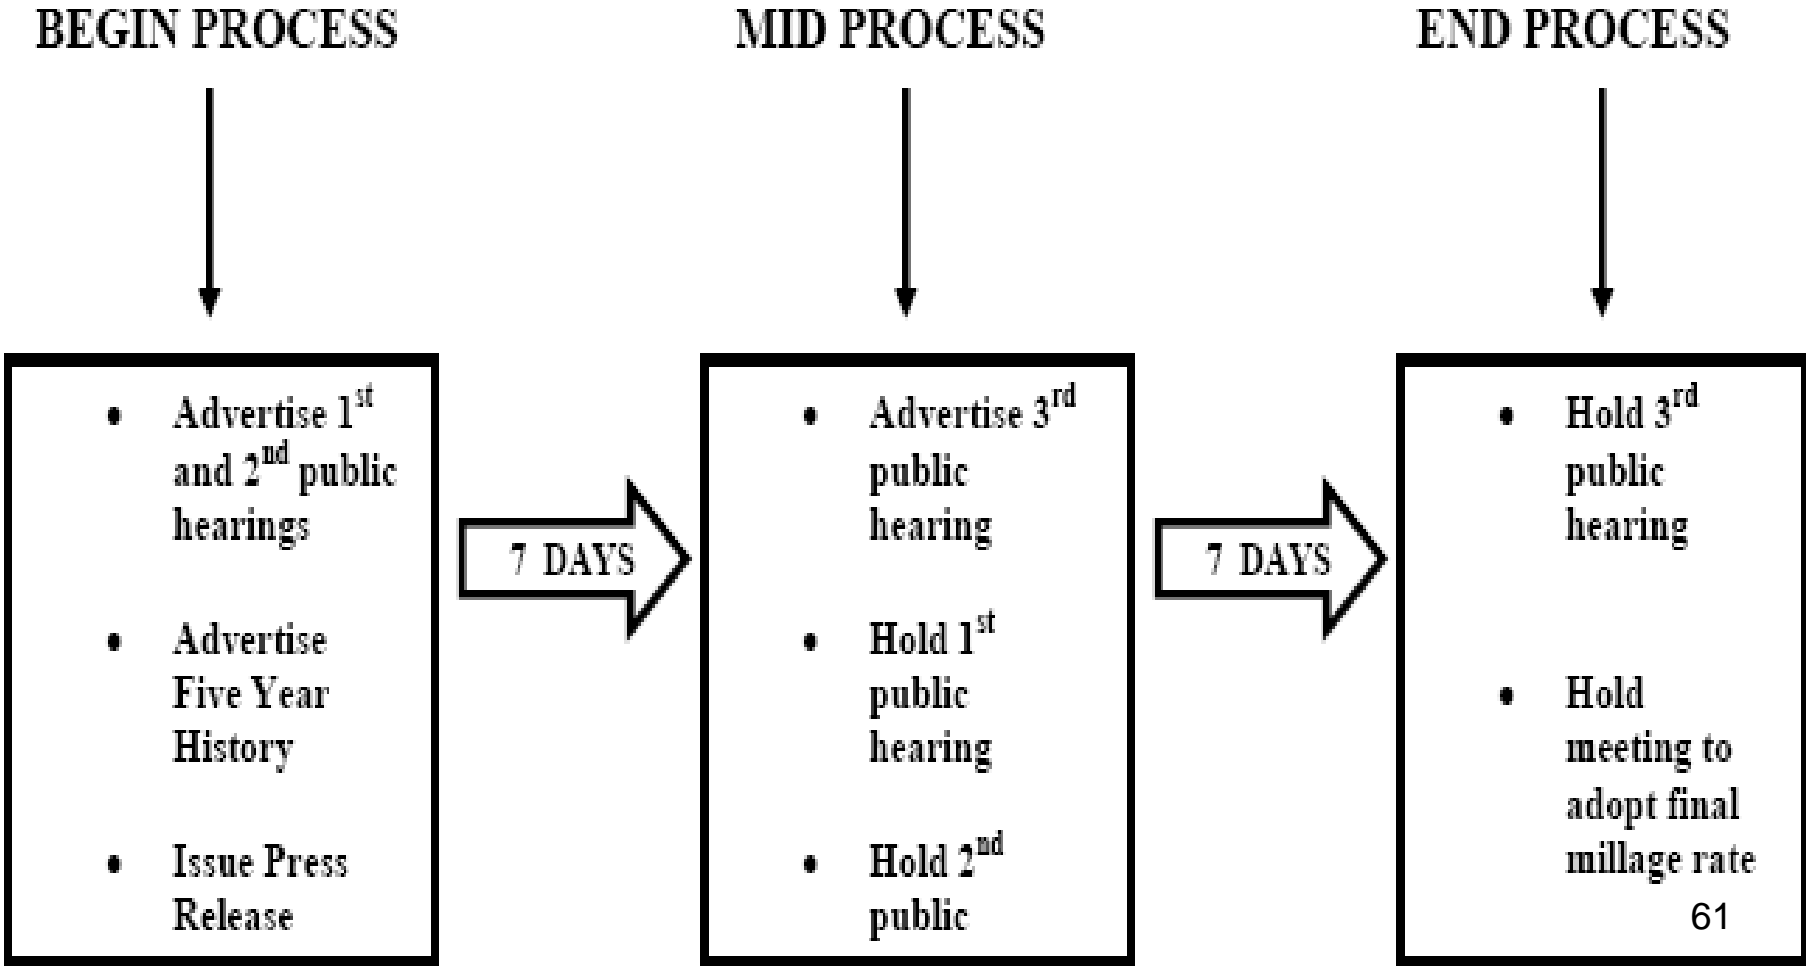 BEGIN PROCESS
MID PROCESS
END PROCESS
• Advertise 1st
and 2nd public
hearings
• Advertise
Five Year
History
• Issue Press
Release
7 DAYS
• Advertise 3rd
public
hearing
• Hold 1st
public
hearing
• Hold 2nd
public
7 DAYS
• Hold 3rd
public
hearing
• Hold
meeting to
adopt final
millage rate
61